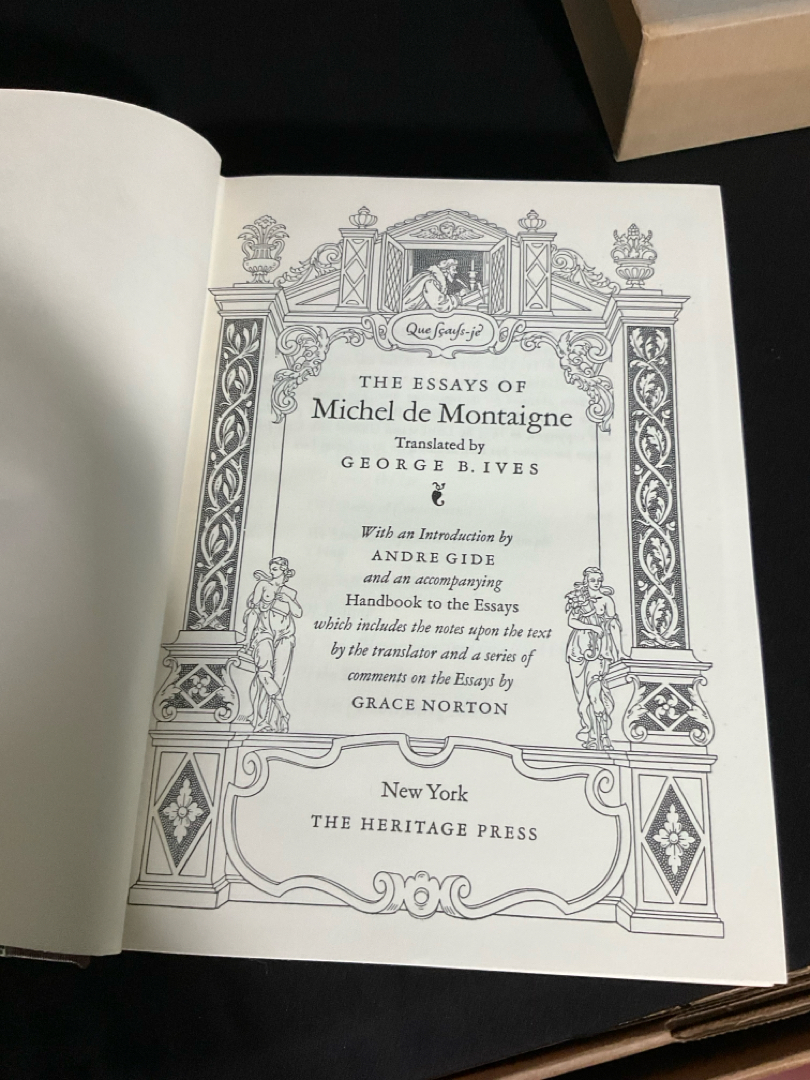 Que sçauſs-je?
THE ESSAYS OF
Michel de Montaigne
Translated by
GEORGE B. IVES
With an Introduction by
ANDRE GIDE
and an accompanying
Handbook to the Essays
which includes the notes upon the text
by the translator and a series of
comments on the Essays by
GRACE NORTON
New York
THE HERITAGE PRESS